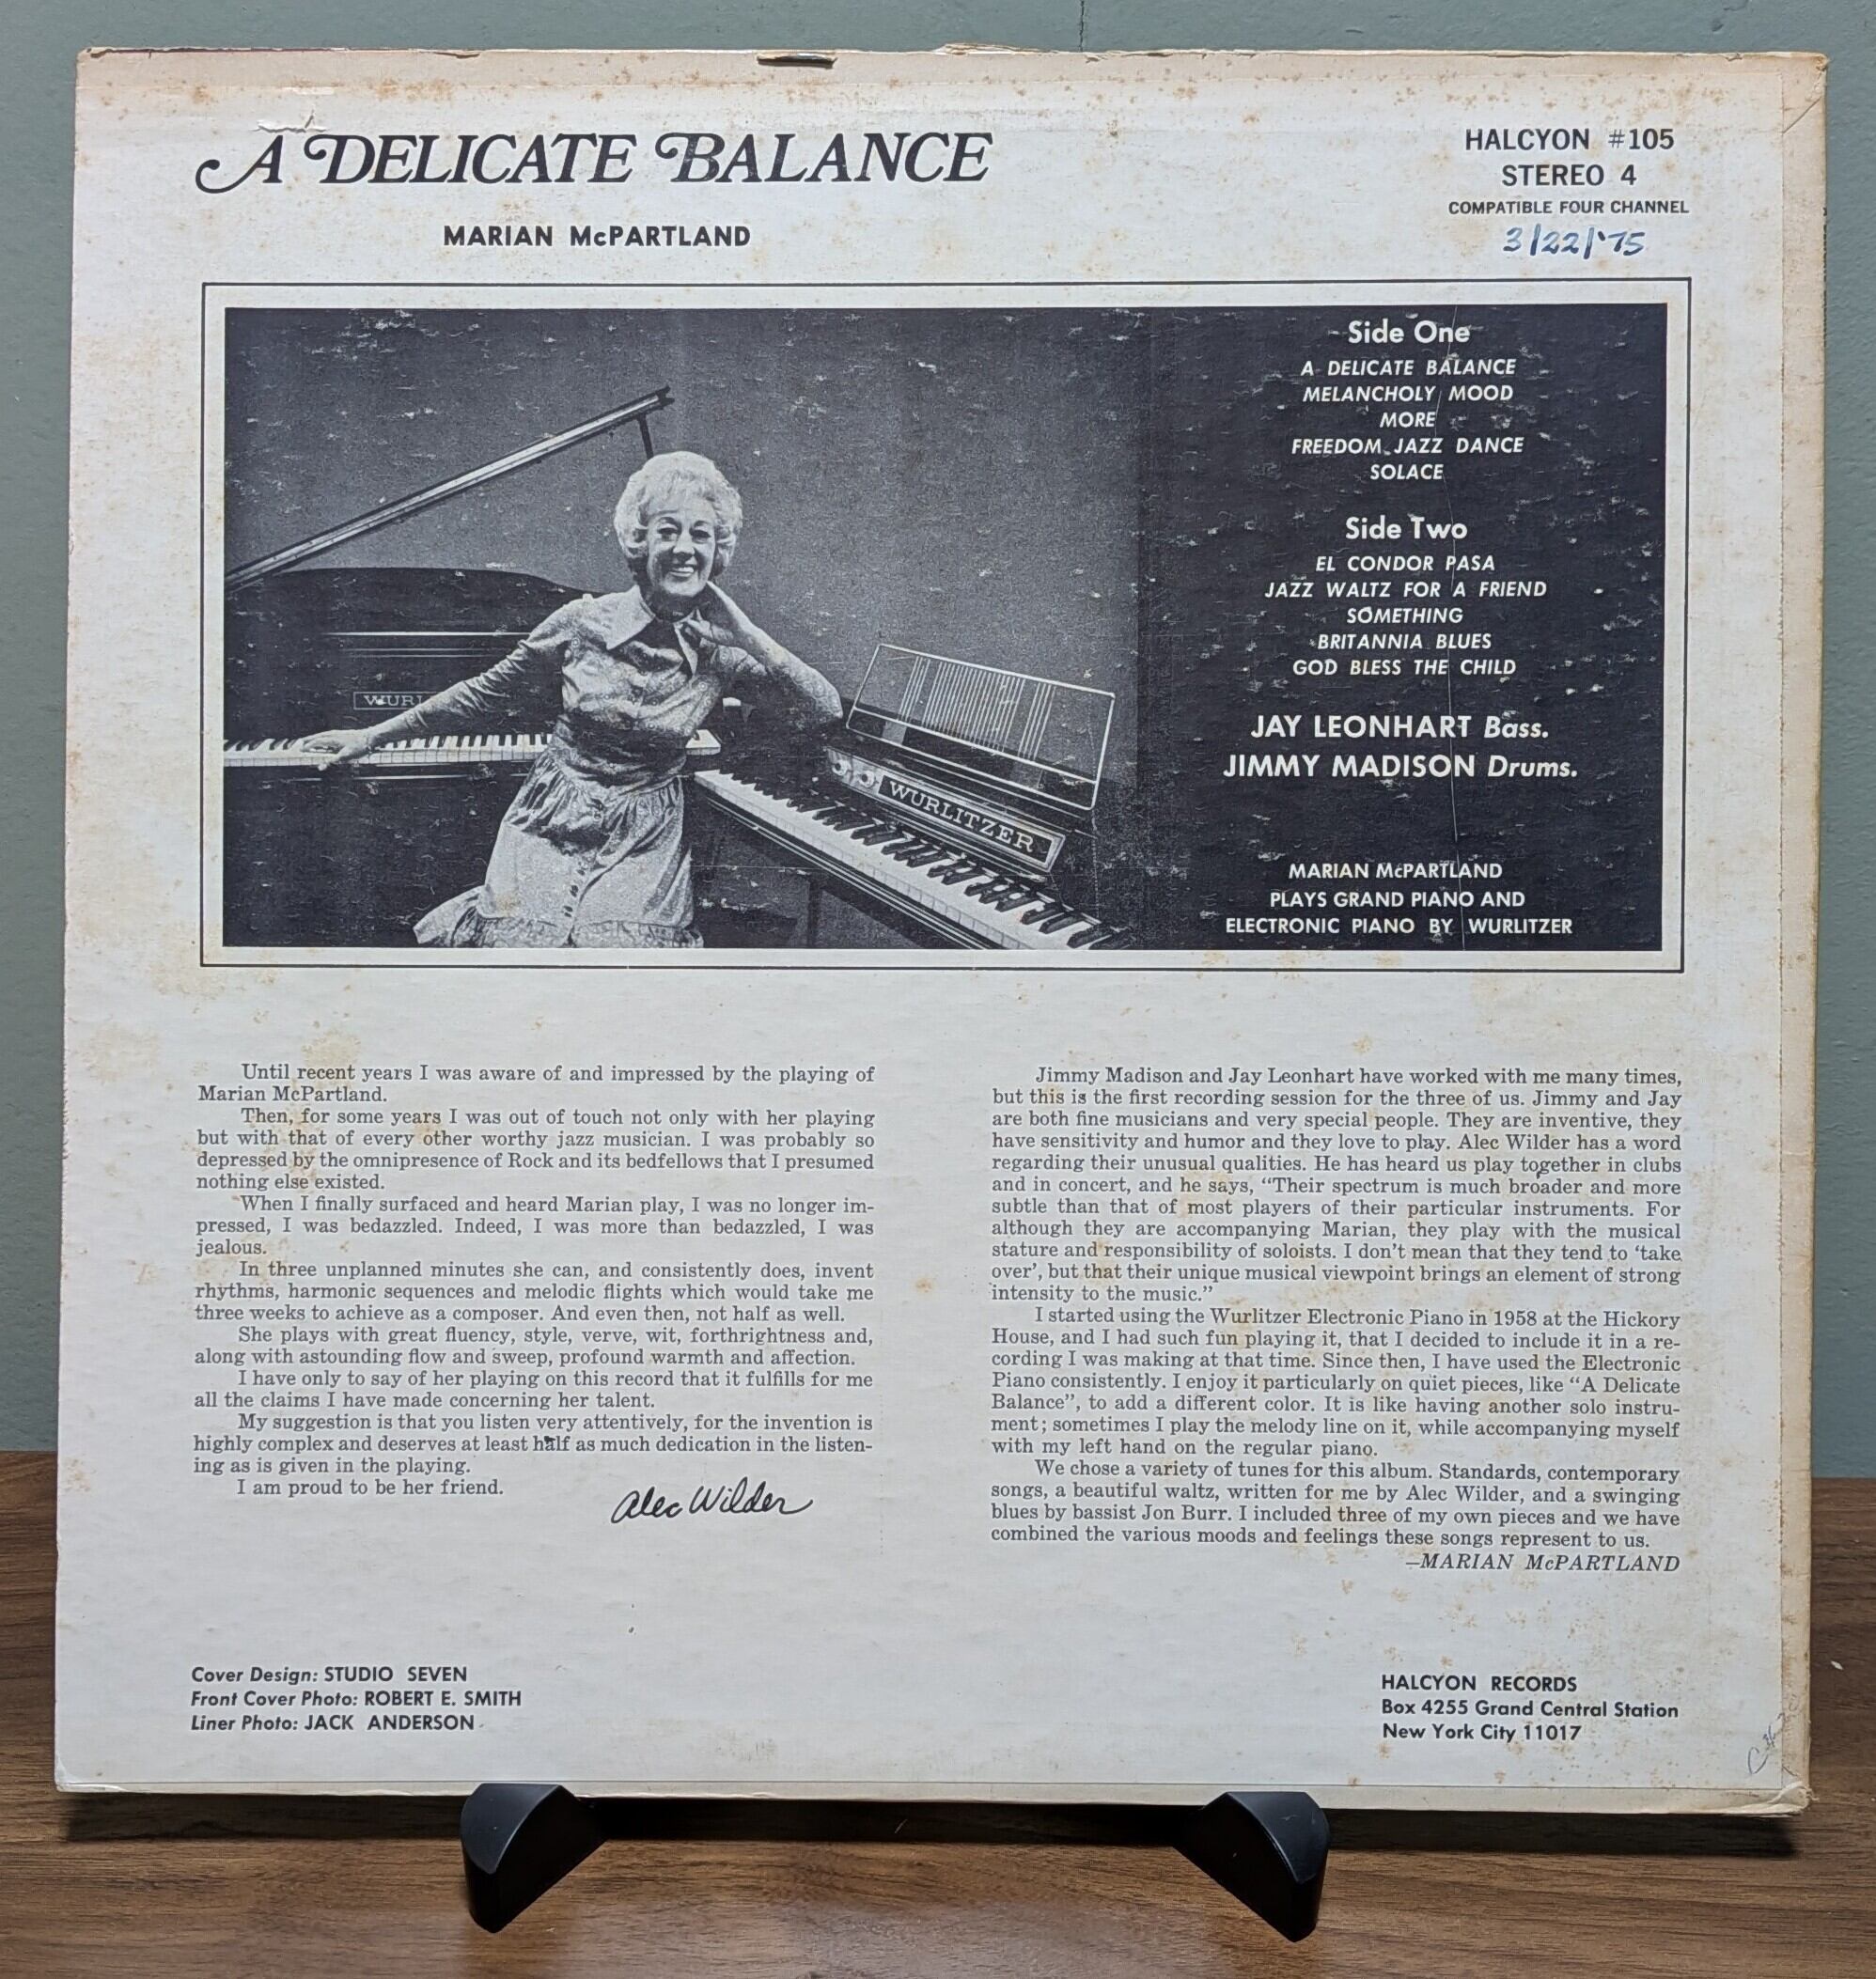 A DELICATE BALANCE
MARIAN McPARTLAND
HALCYON #105
STEREO 4
COMPATIBLE FOUR CHANNEL
3/22/'75
WURL
WURLITZER
Side One
A DELICATE BALANCE
MELANCHOLY MOOD
MORE
FREEDOM JAZZ DANCE
SOLACE
Side Two
EL CONDOR PASA
JAZZ WALTZ FOR A FRIEND
SOMETHING
BRITANNIA BLUES
GOD BLESS THE CHILD
JAY LEONHART Bass.
JIMMY MADISON Drums.
MARIAN McPARTLAND
PLAYS GRAND PIANO AND
ELECTRONIC PIANO BY WURLITZER
Until recent years I was aware of and impressed by the playing of
Marian McPartland.
Then, for some years I was out of touch not only with her playing
but with that of every other worthy jazz musician. I was probably so
depressed by the omnipresence of Rock and its bedfellows that I presumed
nothing else existed.
When I finally surfaced and heard Marian play, I was no longer im-
pressed, I was bedazzled. Indeed, I was more than bedazzled, I was
jealous.
In three unplanned minutes she can, and consistently does, invent
rhythms, harmonic sequences and melodic flights which would take me
three weeks to achieve as a composer. And even then, not half as well.
She plays with great fluency, style, verve, wit, forthrightness and,
along with astounding flow and sweep, profound warmth and affection.
I have only to say of her playing on this record that it fulfills for me
all the claims I have made concerning her talent.
My suggestion is that you listen very attentively, for the invention is
highly complex and deserves at least half as much dedication in the listen-
ing as is given in the playing.
I am proud to be her friend.
Alec Wilder
Jimmy Madison and Jay Leonhart have worked with me many times,
but this is the first recording session for the three of us. Jimmy and Jay
are both fine musicians and very special people. They are inventive, they
have sensitivity and humor and they love to play. Alec Wilder has a word
regarding their unusual qualities. He has heard us play together in clubs
and in concert, and he says, “Their spectrum is much broader and more
subtle than that of most players of their particular instruments. For
although they are accompanying Marian, they play with the musical
stature and responsibility of soloists. I don't mean that they tend to ‘take
over’, but that their unique musical viewpoint brings an element of strong
intensity to the music.”
I started using the Wurlitzer Electronic Piano in 1958 at the Hickory
House, and I had such fun playing it, that I decided to include it in a re-
cording I was making at that time. Since then, I have used the Electronic
Piano consistently. I enjoy it particularly on quiet pieces, like “A Delicate
Balance”, to add a different color. It is like having another solo instru-
ment; sometimes I play the melody line on it, while accompanying myself
with my left hand on the regular piano.
We chose a variety of tunes for this album. Standards, contemporary
songs, a beautiful waltz, written for me by Alec Wilder, and a swinging
blues by bassist Jon Burr. I included three of my own pieces and we have
combined the various moods and feelings these songs represent to us.
—MARIAN McPARTLAND
Cover Design: STUDIO SEVEN
Front Cover Photo: ROBERT E. SMITH
Liner Photo: JACK ANDERSON
HALCYON RECORDS
Box 4255 Grand Central Station
New York City 11017